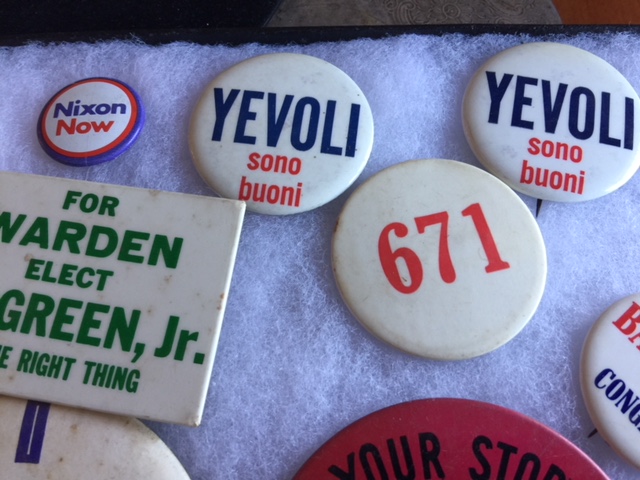 Nixon
Now
YEVOLI
sono
buoni
YEVOLI
sono
buoni
FOR
WARDEN
ELECT
GREEN, Jr.
RIGHT THING
671
YOUR